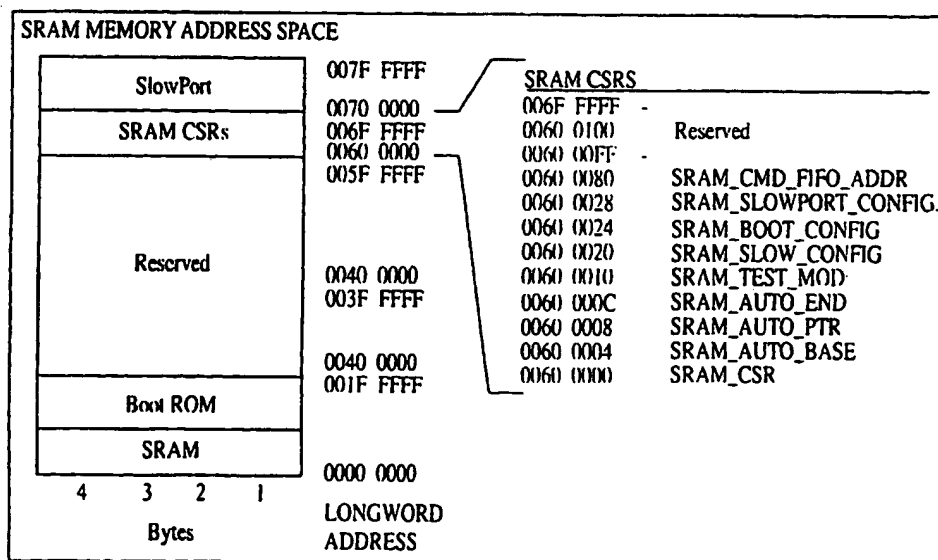 SRAM MEMORY ADDRESS SPACE
SlowPort
SRAM CSRs
Reserved
Boot ROM
SRAM
4 3 2 1
Bytes
007F FFFF
0070 0000
006F FFFF
0060 0000
005F FFFF
0040 0000
003F FFFF
0040 0000
001F FFFF
0000 0000
LONGWORD
ADDRESS
SRAM CSRS
006F FFFF -
0060 0100 Reserved
0060 00FF -
0060 0080 SRAM_CMD_FIFO_ADDR
0060 0028 SRAM_SLOWPORT_CONFIG
0060 0024 SRAM_BOOT_CONFIG
0060 0020 SRAM_SLOW_CONFIG
0060 0010 SRAM_TEST_MOD
0060 000C SRAM_AUTO_END
0060 0008 SRAM_AUTO_PTR
0060 0004 SRAM_AUTO_BASE
0060 0000 SRAM_CSR